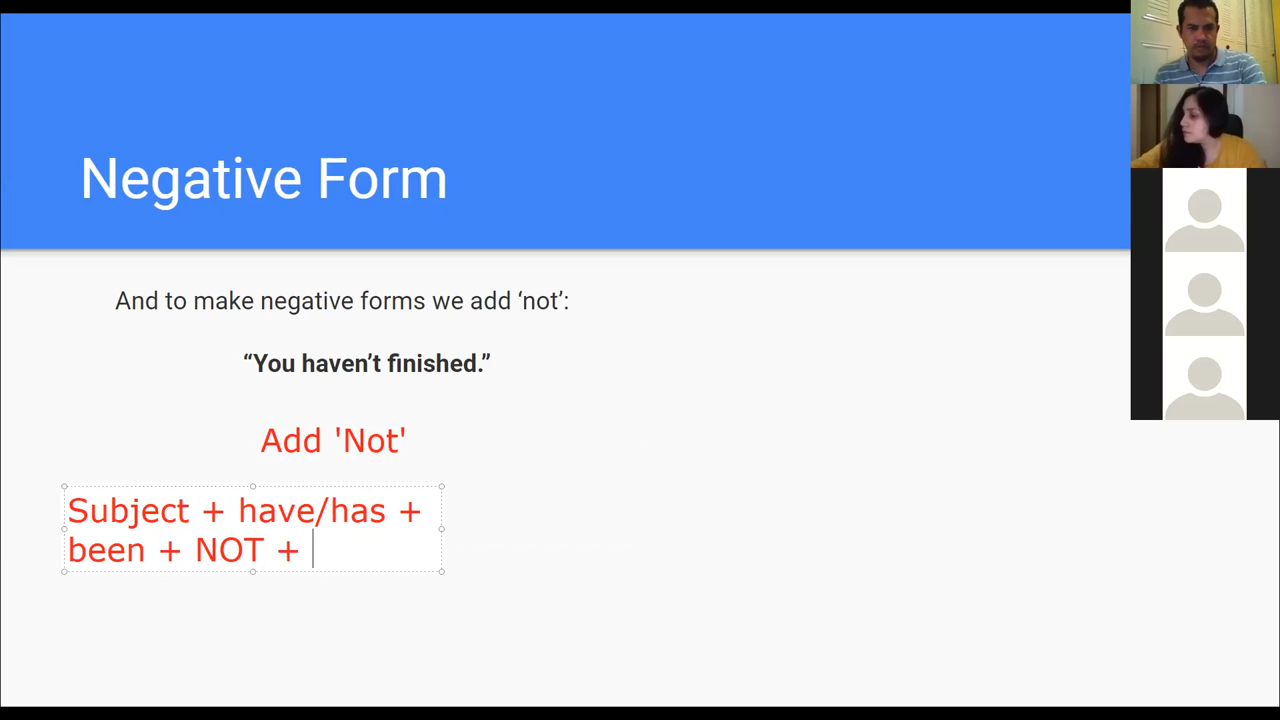 Negative Form
And to make negative forms we add ‘not’:
“You haven’t finished.”
Add 'Not'
Subject + have/has +
been + NOT +